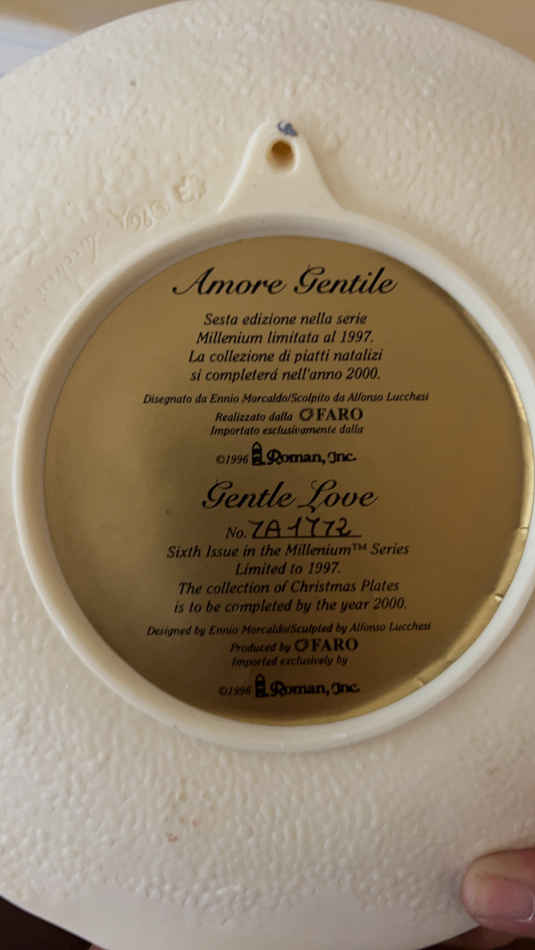 Amore Gentile
Sesta edizione nella serie
Millenium limitata al 1997.
La collezione di piatti natalizi
si completerá nell'anno 2000.
Disegnato da Ennio Morcaldo/Scolpito da Alfonso Lucchesi
Realizzato dalla FARO
Importato esclusivamente dalla
©1996 Roman, Inc.
Gentle Love
No. 7A1772
Sixth Issue in the Millenium™ Series
Limited to 1997.
The collection of Christmas Plates
is to be completed by the year 2000.
Designed by Ennio Morcaldo/Sculpted by Alfonso Lucchesi
Produced by FARO
Imported exclusively by
©1996 Roman, Inc.